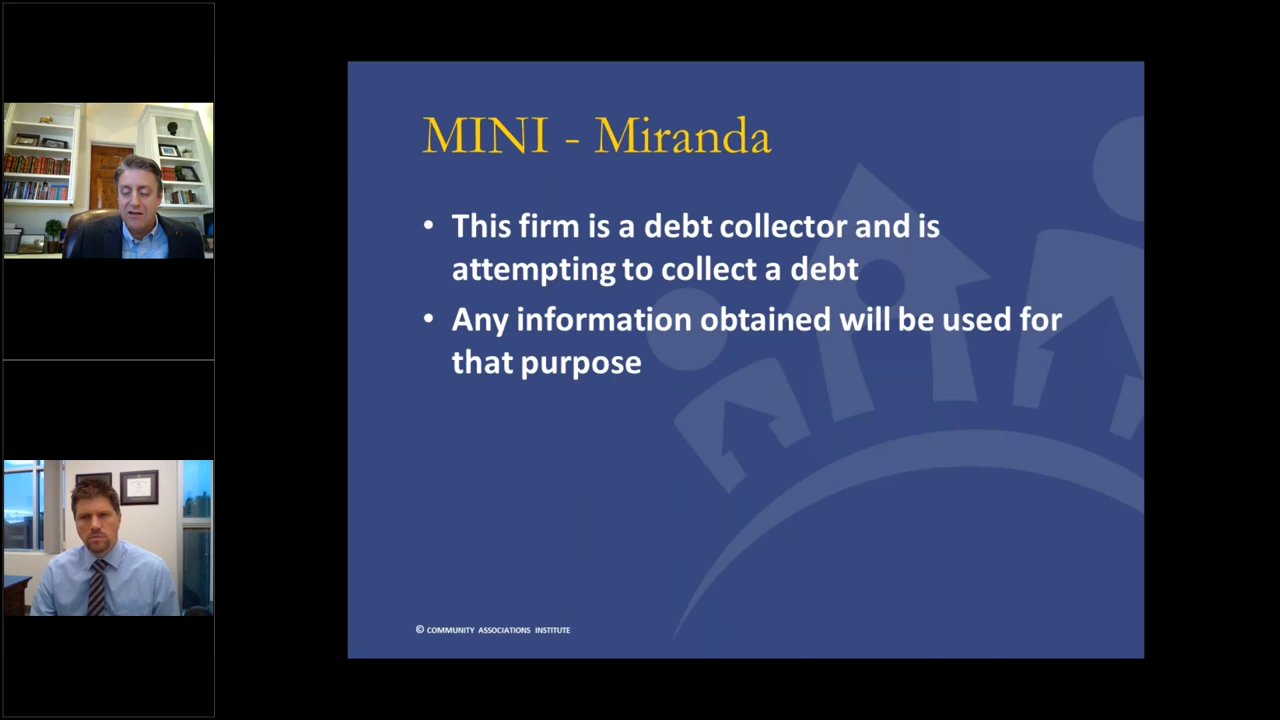 MINI - Miranda
• This firm is a debt collector and is
attempting to collect a debt
• Any information obtained will be used for
that purpose
© COMMUNITY ASSOCIATIONS INSTITUTE